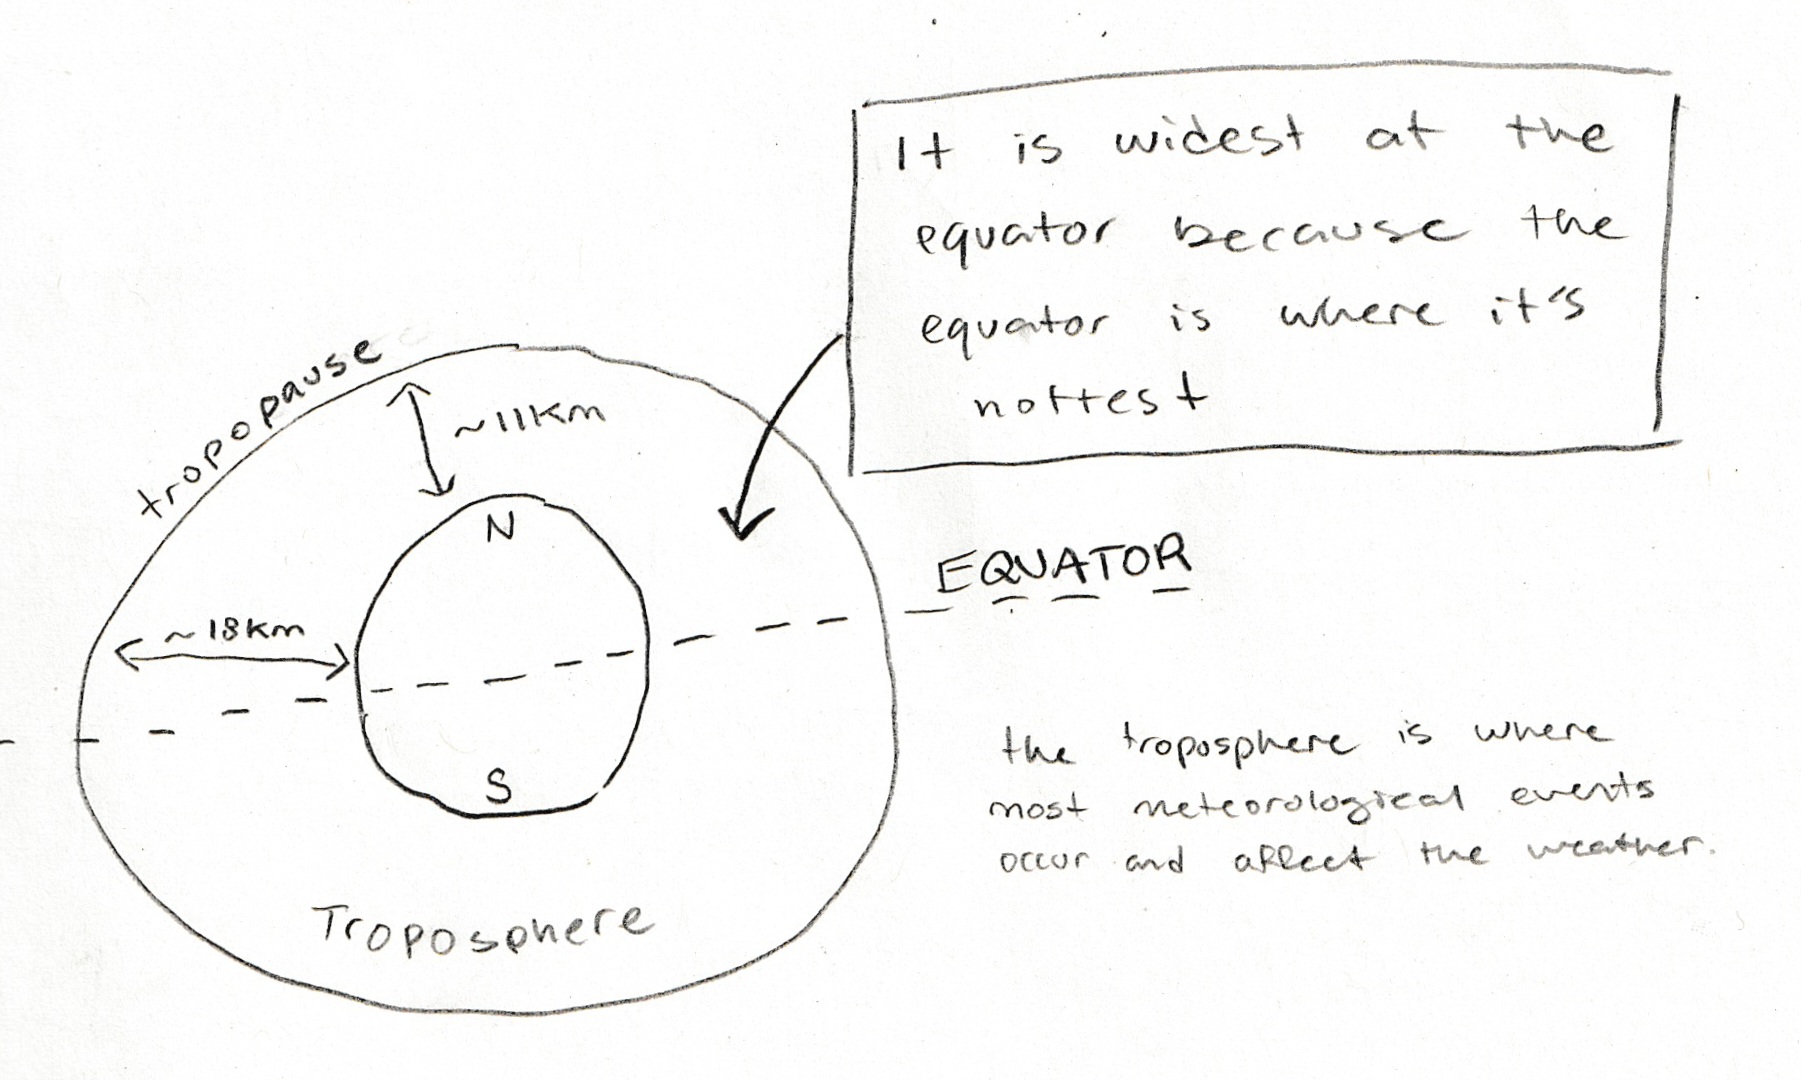 It is widest at the
equator because the
equator is where it's
hottest
tropopause
~11km
N
EQUATOR
~18km
the troposphere is where
most meteorological events
occur and affect the weather.
S
Troposphere